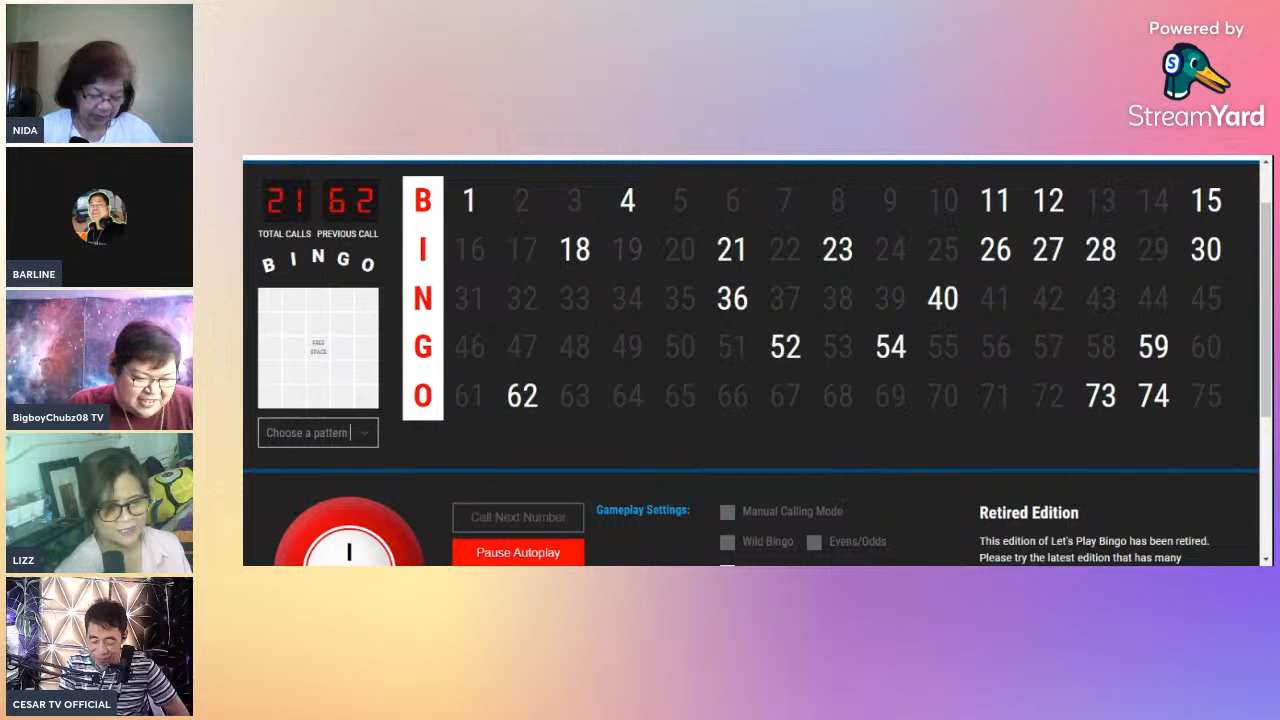 Powered by
StreamYard
NIDA
BARLINE
BigboyChubz08 TV
LIZZ
CESAR TV OFFICIAL
21 62
TOTAL CALLS PREVIOUS CALL
B I N G O
FREE
SPACE
Choose a pattern
B 1 2 3 4 5 6 7 8 9 10 11 12 13 14 15
I 16 17 18 19 20 21 22 23 24 25 26 27 28 29 30
N 31 32 33 34 35 36 37 38 39 40 41 42 43 44 45
G 46 47 48 49 50 51 52 53 54 55 56 57 58 59 60
O 61 62 63 64 65 66 67 68 69 70 71 72 73 74 75
I
Call Next Number
Pause Autoplay
Gameplay Settings:
Manual Calling Mode
Wild Bingo Evens/Odds
Retired Edition
This edition of Let's Play Bingo has been retired.
Please try the latest edition that has many